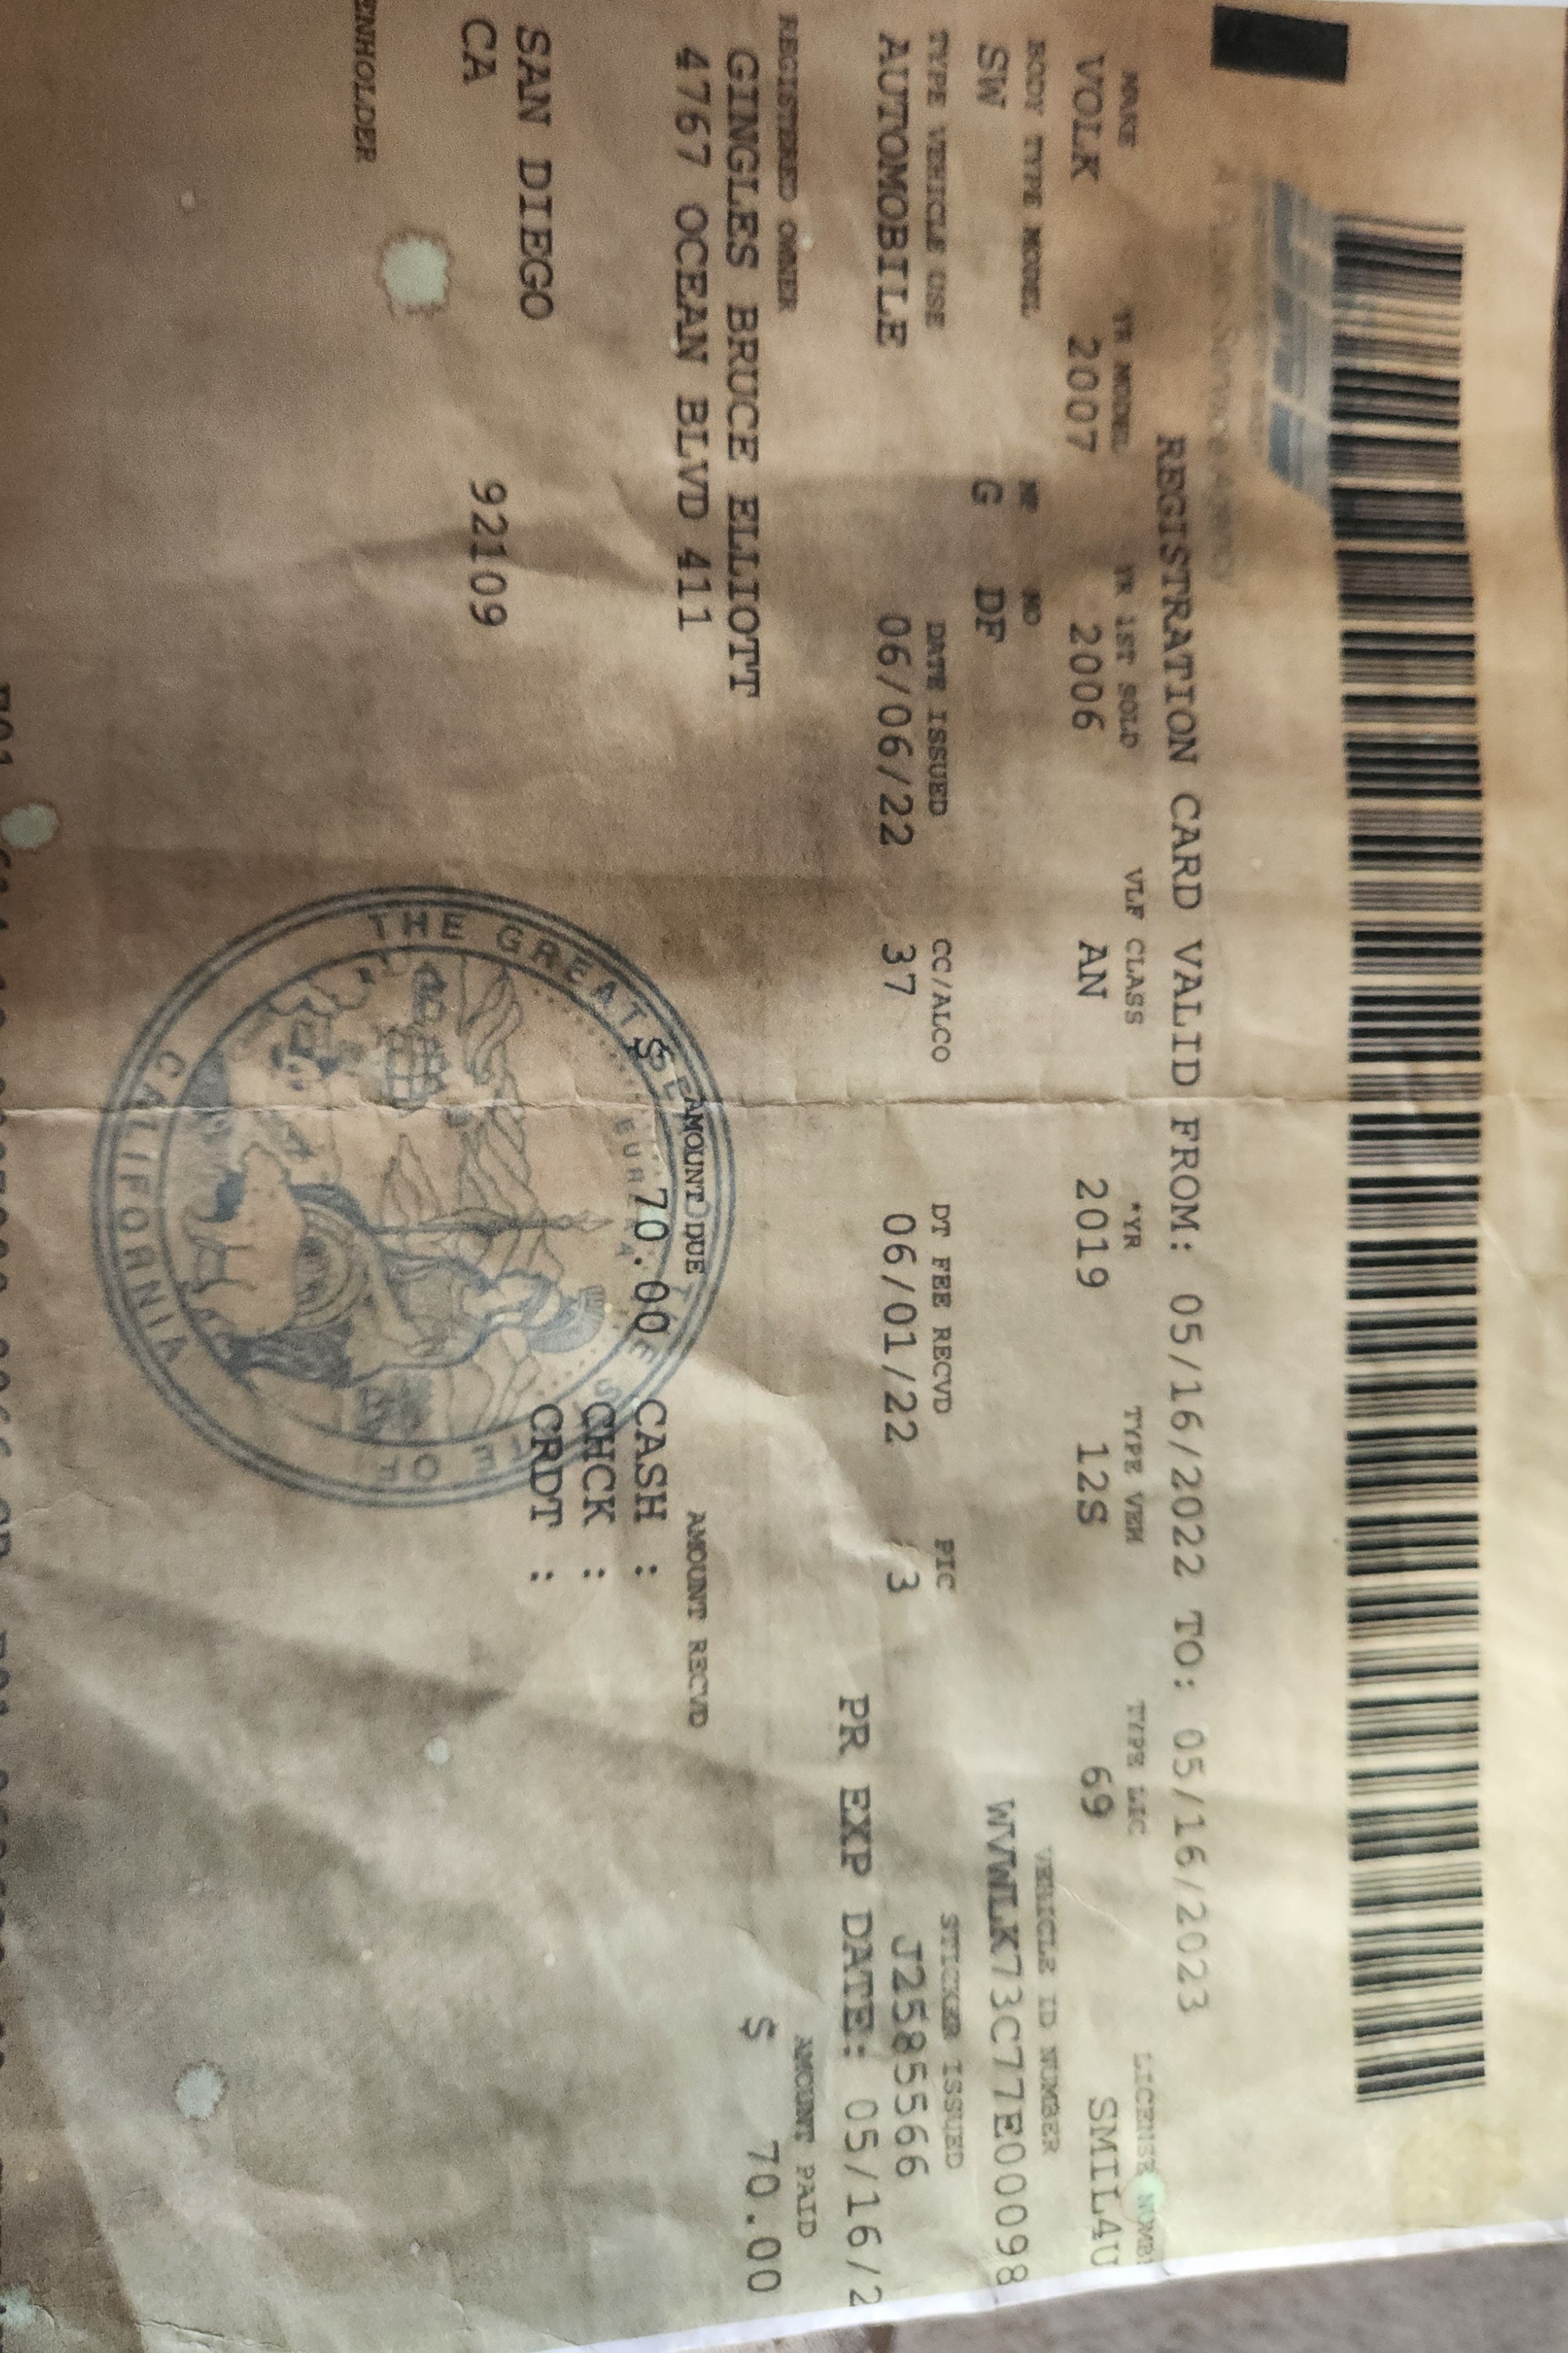 REGISTRATION CARD VALID FROM: 05/16/2022 TO: 05/16/2023
MAKE YR MODEL YR 1ST SOLD VLF CLASS *YR TYPE VEH TYPE LIC LICENSE NUMB
VOLK 2007 2006 AN 2019 12S 69 SMIL4U
BODY TYPE MODEL MP MO VEHICLE ID NUMBER
SW G DF WVWLK73C77E00098
TYPE VEHICLE USE DATE ISSUED CC/ALCO DT FEE RECVD PIC STICKER ISSUED
AUTOMOBILE 06/06/22 37 06/01/22 3 J2585566
PR EXP DATE: 05/16/2
REGISTERED OWNER AMOUNT PAID
GINGLES BRUCE ELLIOTT $ 70.00
4767 OCEAN BLVD 411 AMOUNT DUE AMOUNT RECVD
$ 70.00 CASH :
CHCK :
SAN DIEGO CRDT :
CA 92109
ENHOLDER
THE GREAT SEAL OF THE STATE OF CALIFORNIA
EUREKA